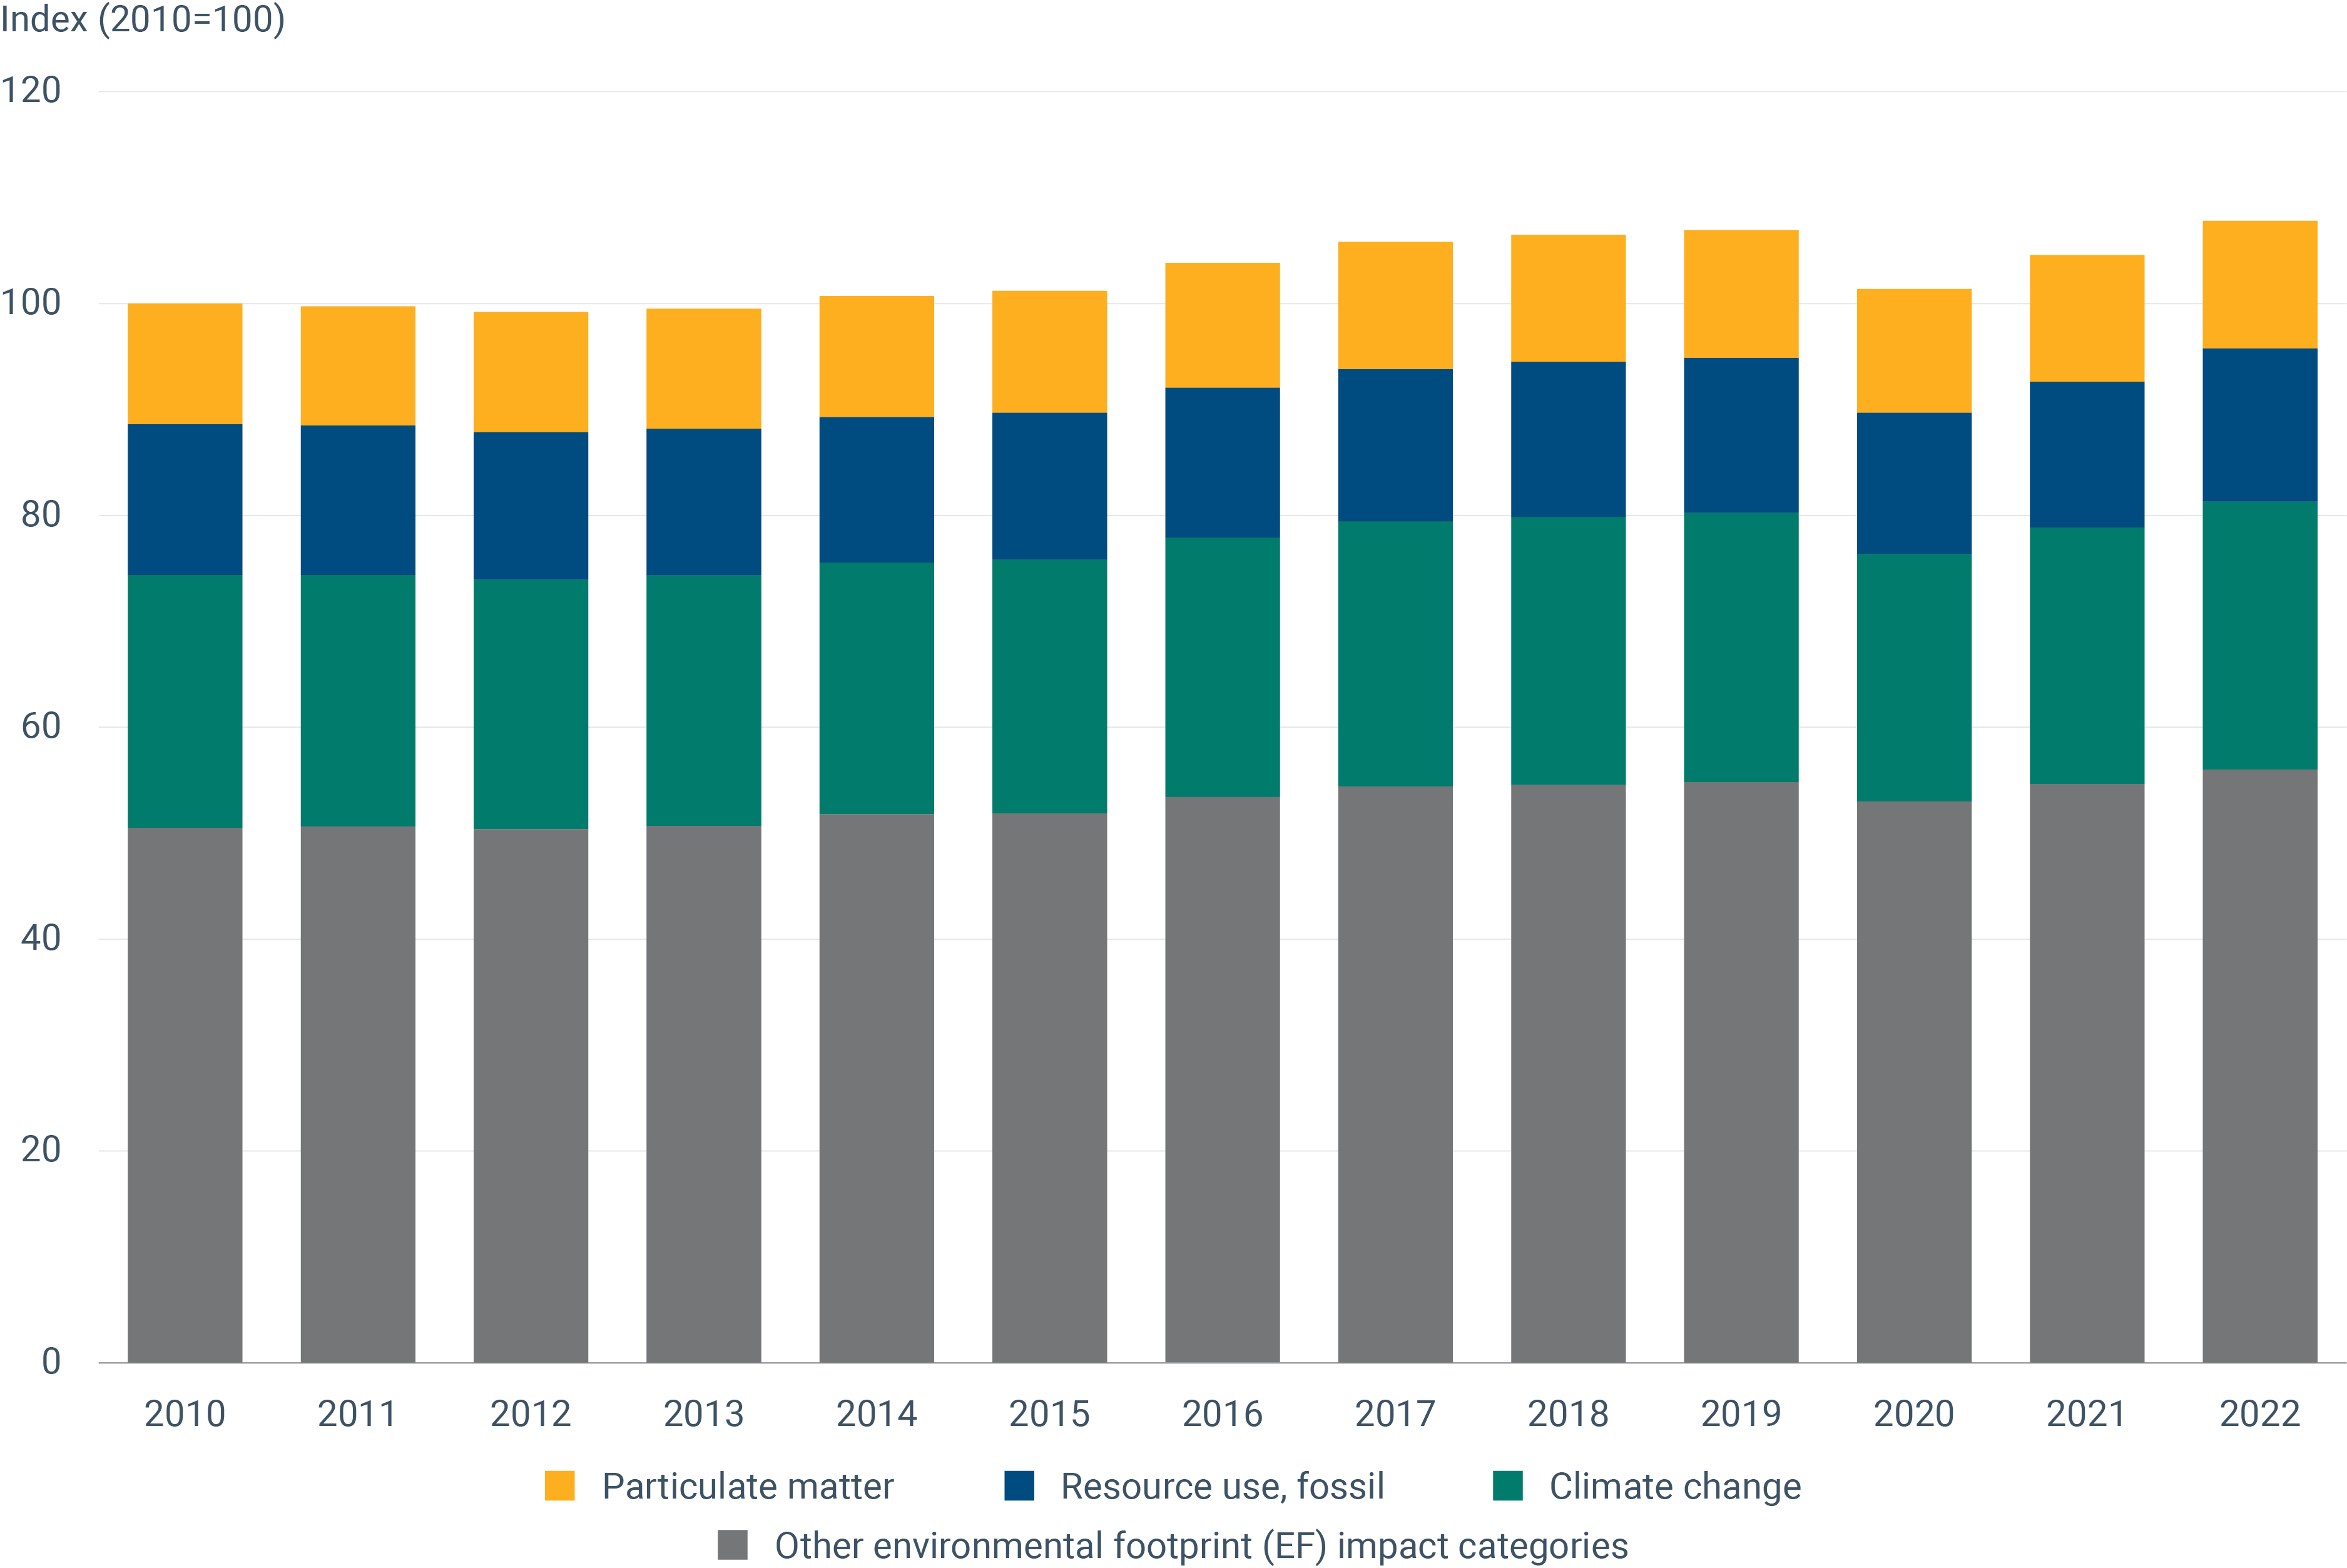 Index (2010=100)
120
100
80
60
40
20
0
2010 2011 2012 2013 2014 2015 2016 2017 2018 2019 2020 2021 2022
Particulate matter Resource use, fossil Climate change
Other environmental footprint (EF) impact categories